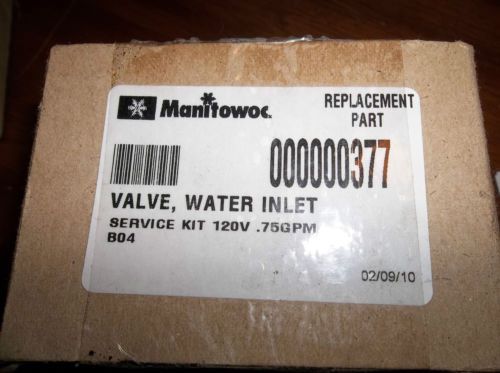 Manitowoc.
REPLACEMENT
PART
000000377
VALVE, WATER INLET
SERVICE KIT 120V .75GPM
B04
02/09/10